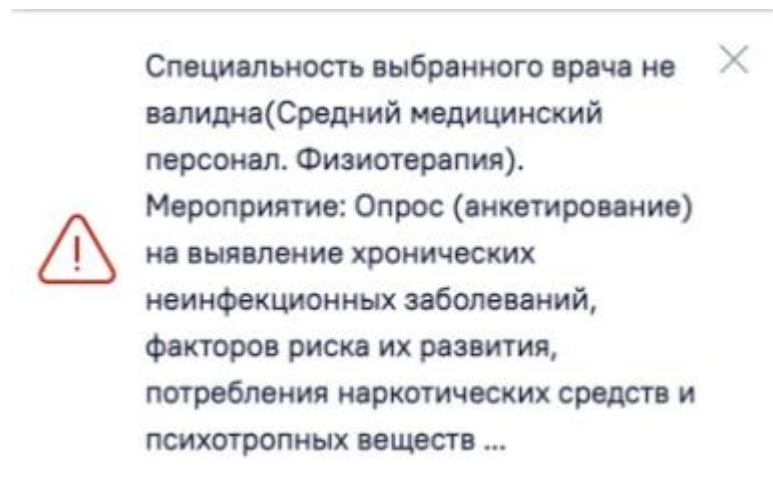 Специальность выбранного врача не
валидна(Средний медицинский
персонал. Физиотерапия).
Мероприятие: Опрос (анкетирование)
на выявление хронических
неинфекционных заболеваний,
факторов риска их развития,
потребления наркотических средств и
психотропных веществ ...